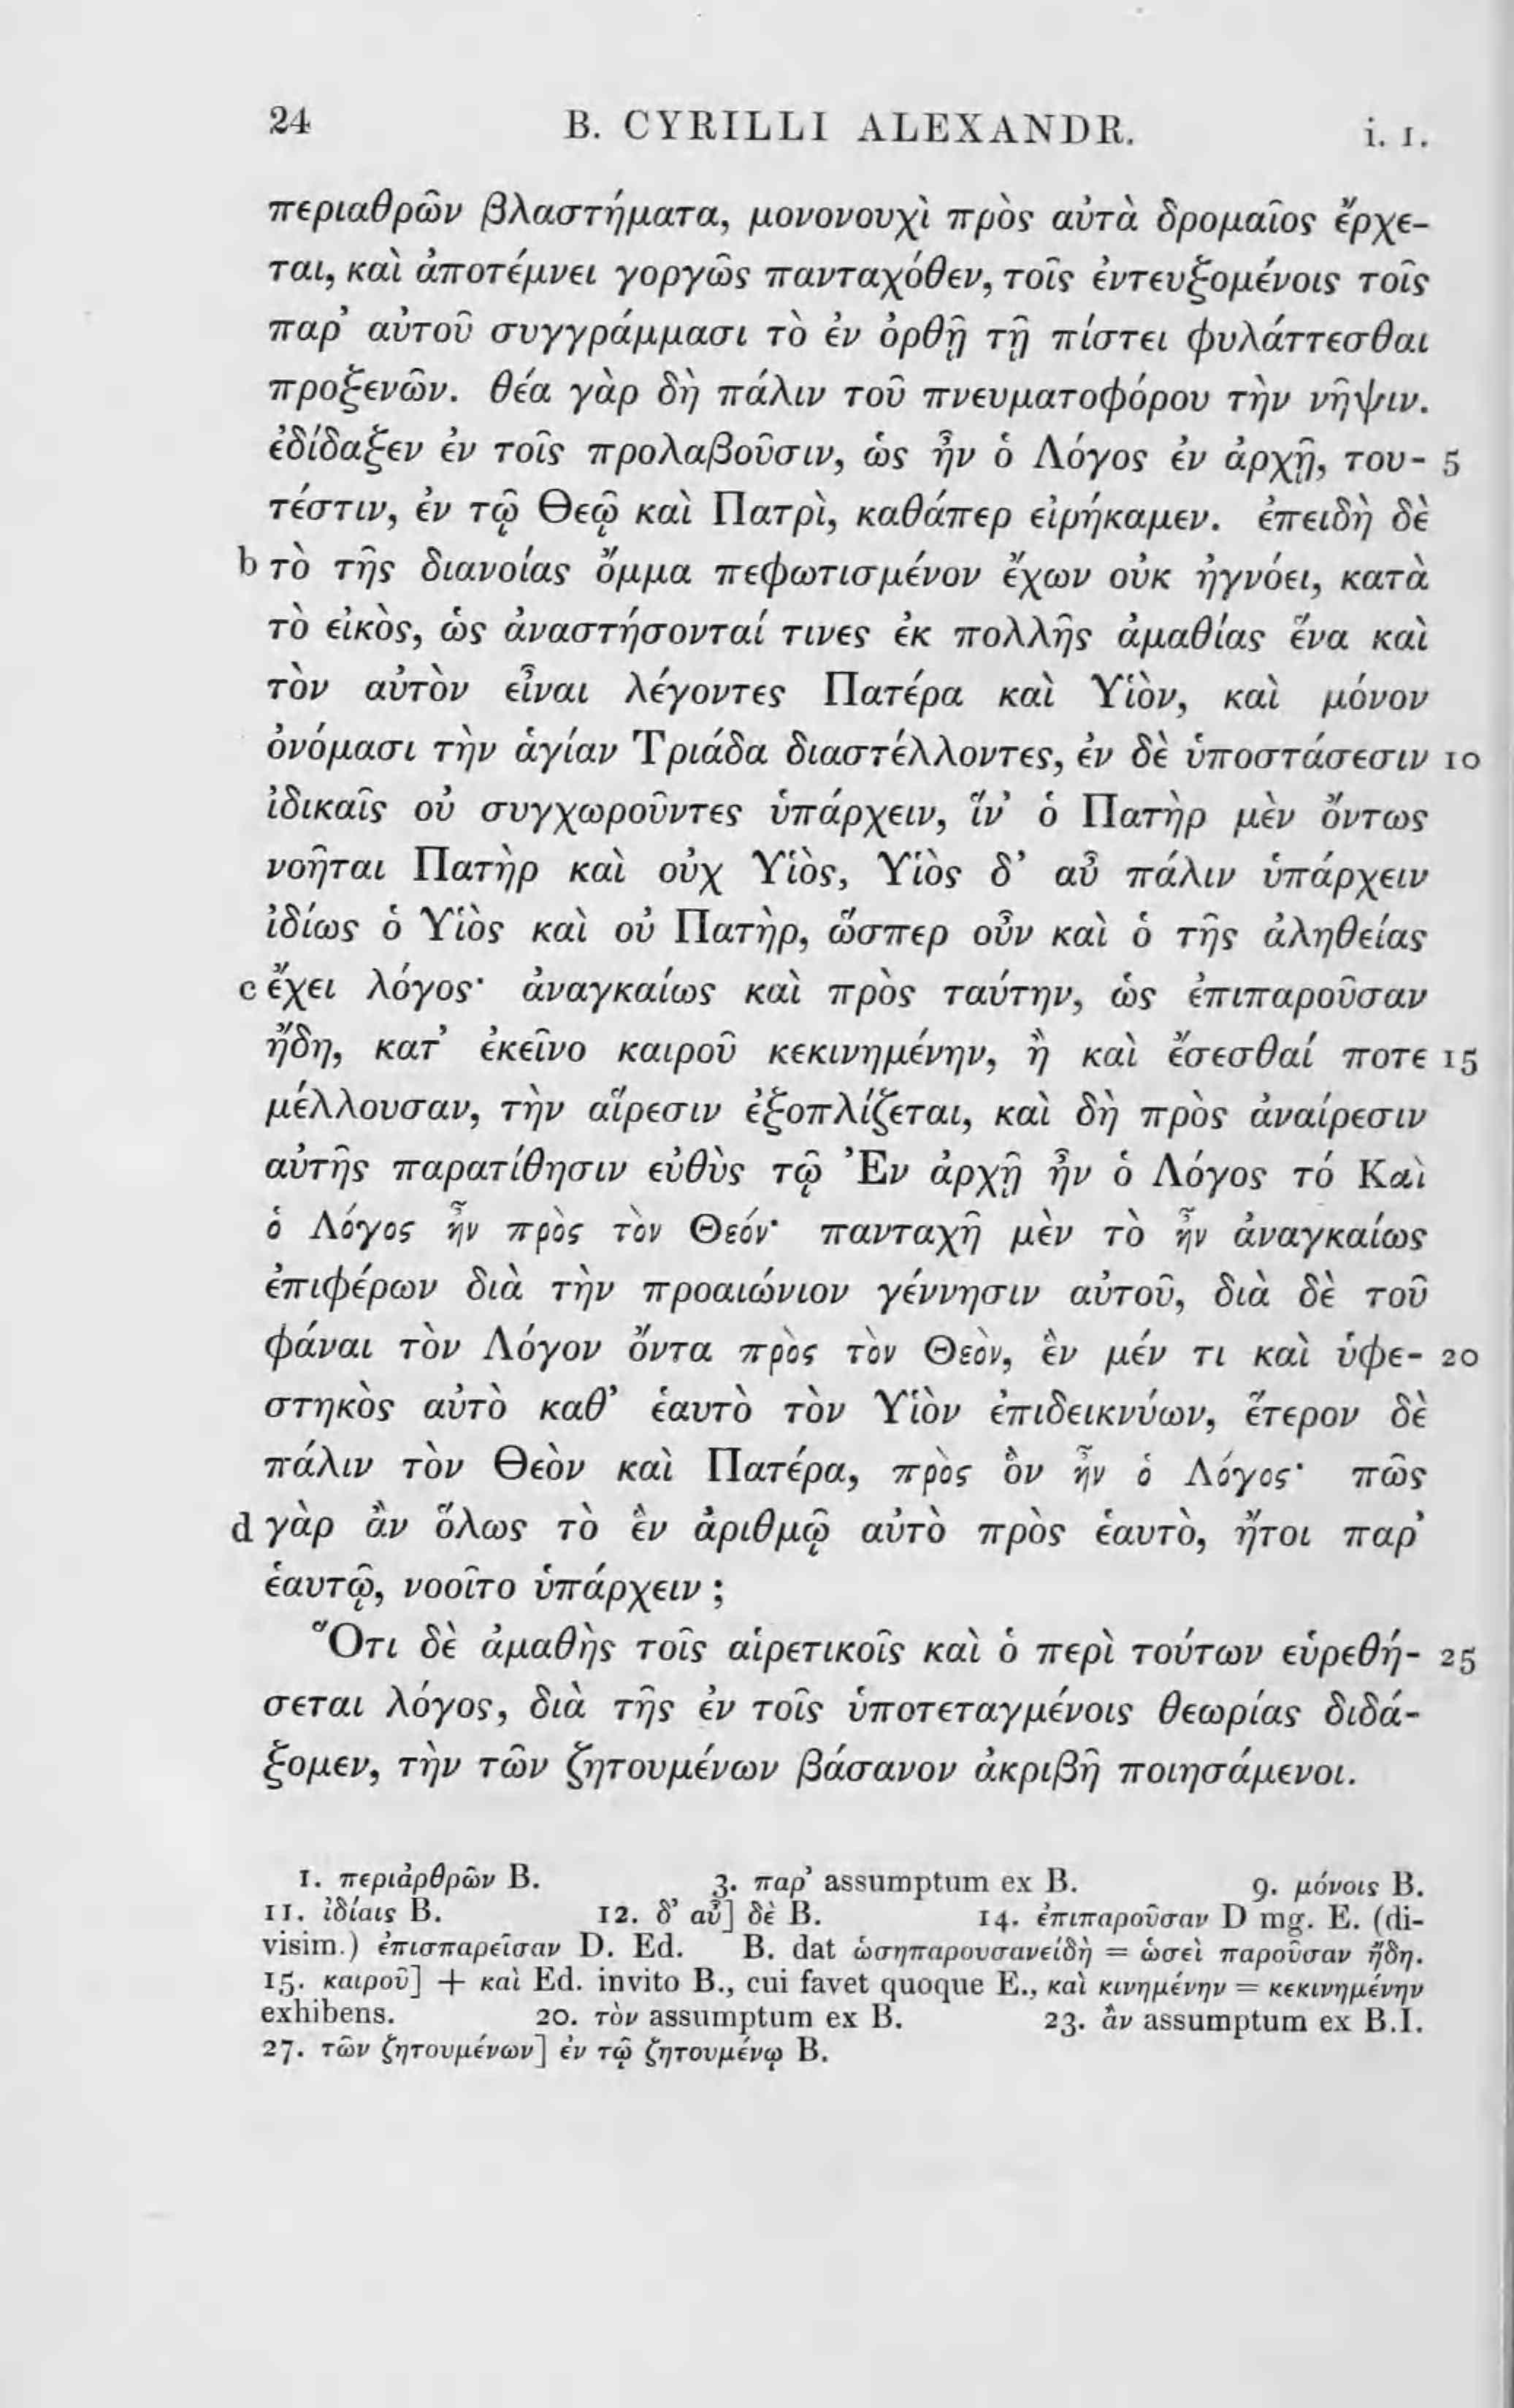 24 B. CYRILLI ALEXANDR. i. 1.
περιαθρῶν βλαστήματα, μονονουχὶ πρὸς αὐτὰ δρομαῖος ἔρχε-
ται, καὶ ἀποτέμνει γοργῶς πανταχόθεν, τοῖς ἐντευξομένοις τοῖς
παρ’ αὐτοῦ συγγράμμασι τὸ ἐν ὀρθῇ τῇ πίστει φυλάττεσθαι
προξενῶν. θέα γὰρ δὴ πάλιν τοῦ πνευματοφόρου τὴν νῆψιν.
ἐδίδαξεν ἐν τοῖς προλαβοῦσιν, ὡς ἦν ὁ Λόγος ἐν ἀρχῇ, του- 5
τέστιν, ἐν τῷ Θεῷ καὶ Πατρὶ, καθάπερ εἰρήκαμεν. ἐπειδὴ δὲ
b τὸ τῆς διανοίας ὄμμα πεφωτισμένον ἔχων οὐκ ἠγνόει, κατὰ
τὸ εἰκὸς, ὡς ἀναστήσονταί τινες ἐκ πολλῆς ἀμαθίας ἕνα καὶ
τὸν αὐτὸν εἶναι λέγοντες Πατέρα καὶ Υἱὸν, καὶ μόνον
ὀνόμασι τὴν ἁγίαν Τριάδα διαστέλλοντες, ἐν δὲ ὑποστάσεσιν 10
ἰδικαῖς οὐ συγχωροῦντες ὑπάρχειν, ἵν’ ὁ Πατὴρ μὲν ὄντως
νοῆται Πατὴρ καὶ οὐχ Υἱὸς, Υἱὸς δ’ αὖ πάλιν ὑπάρχειν
ἰδίως ὁ Υἱὸς καὶ οὐ Πατὴρ, ὥσπερ οὖν καὶ ὁ τῆς ἀληθείας
c ἔχει λόγος· ἀναγκαίως καὶ πρὸς ταύτην, ὡς ἐπιπαροῦσαν
ἤδη, κατ’ ἐκεῖνο καιροῦ κεκινημένην, ἢ καὶ ἔσεσθαί ποτε 15
μέλλουσαν, τὴν αἵρεσιν ἐξοπλίζεται, καὶ δὴ πρὸς ἀναίρεσιν
αὐτῆς παρατίθησιν εὐθὺς τῷ Ἐν ἀρχῇ ἦν ὁ Λόγος τό Καὶ
ὁ Λόγος ἦν πρὸς τὸν Θεόν· πανταχῆ μὲν τὸ ἦν ἀναγκαίως
ἐπιφέρων διὰ τὴν προαιώνιον γέννησιν αὐτοῦ, διὰ δὲ τοῦ
φάναι τὸν Λόγον ὄντα πρὸς τὸν Θεὸν, ἓν μέν τι καὶ ὑφε- 20
στηκὸς αὐτὸ καθ’ ἑαυτὸ τὸν Υἱὸν ἐπιδεικνύων, ἕτερον δὲ
πάλιν τὸν Θεὸν καὶ Πατέρα, πρὸς ὃν ἦν ὁ Λόγος· πῶς
d γὰρ ἂν ὅλως τὸ ἓν ἀριθμῷ αὐτὸ πρὸς ἑαυτὸ, ἤτοι παρ’
ἑαυτῷ, νοοῖτο ὑπάρχειν ;
Ὅτι δὲ ἀμαθὴς τοῖς αἱρετικοῖς καὶ ὁ περὶ τούτων εὑρεθή- 25
σεται λόγος, διὰ τῆς ἐν τοῖς ὑποτεταγμένοις θεωρίας διδά-
ξομεν, τὴν τῶν ζητουμένων βάσανον ἀκριβῆ ποιησάμενοι.
1. περιἀρθρῶν B. 3. παρ’ assumptum ex B. 9. μόνοις B.
11. ἰδίαις B. 12. δ’ αὖ] δὲ B. 14. ἐπιπαροῦσαν D mg. E. (di-
visim.) ἐπισπαρεῖσαν D. Ed. B. dat ὡσηπαρουσανείδὴ = ὡσεὶ παροῦσαν ἤδη.
15. καιροῦ] + καὶ Ed. invito B., cui favet quoque E., καὶ κινημένην = κεκινημένην
exhibens. 20. τὸν assumptum ex B. 23. ἂν assumptum ex B.I.
27. τῶν ζητουμένων] ἐν τῷ ζητουμένῳ B.